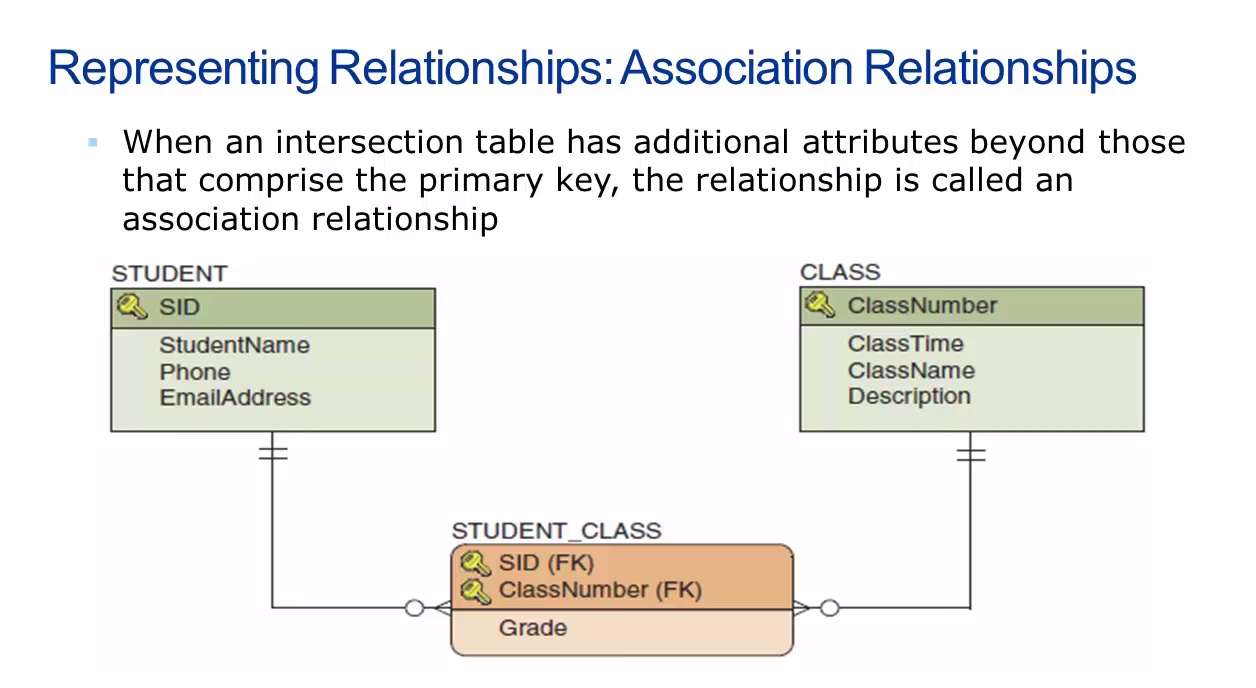 Representing Relationships: Association Relationships
When an intersection table has additional attributes beyond those
that comprise the primary key, the relationship is called an
association relationship
STUDENT
SID
StudentName
Phone
EmailAddress
CLASS
ClassNumber
ClassTime
ClassName
Description
STUDENT_CLASS
SID (FK)
ClassNumber (FK)
Grade